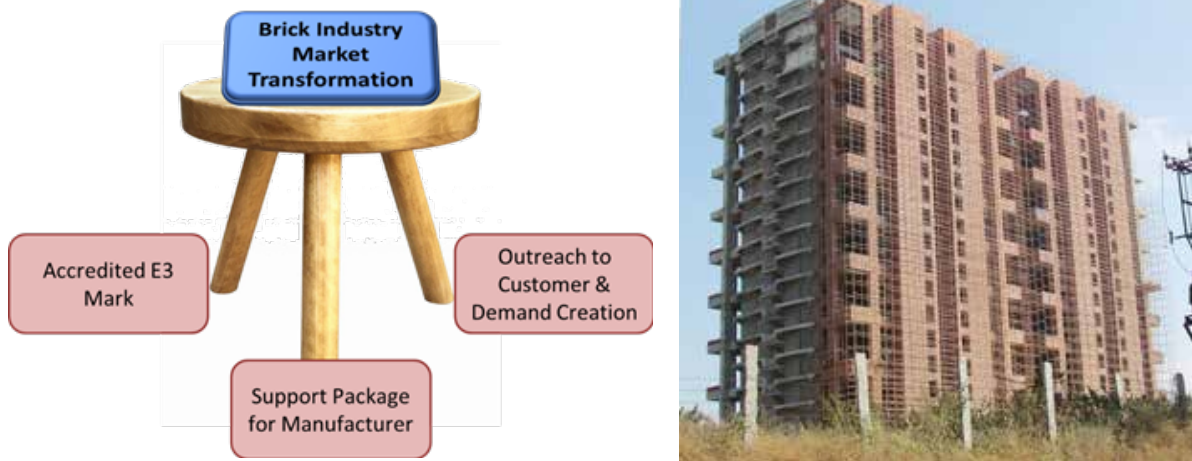 Brick Industry
Market
Transformation
Accredited E3
Mark
Outreach to
Customer &
Demand Creation
Support Package
for Manufacturer